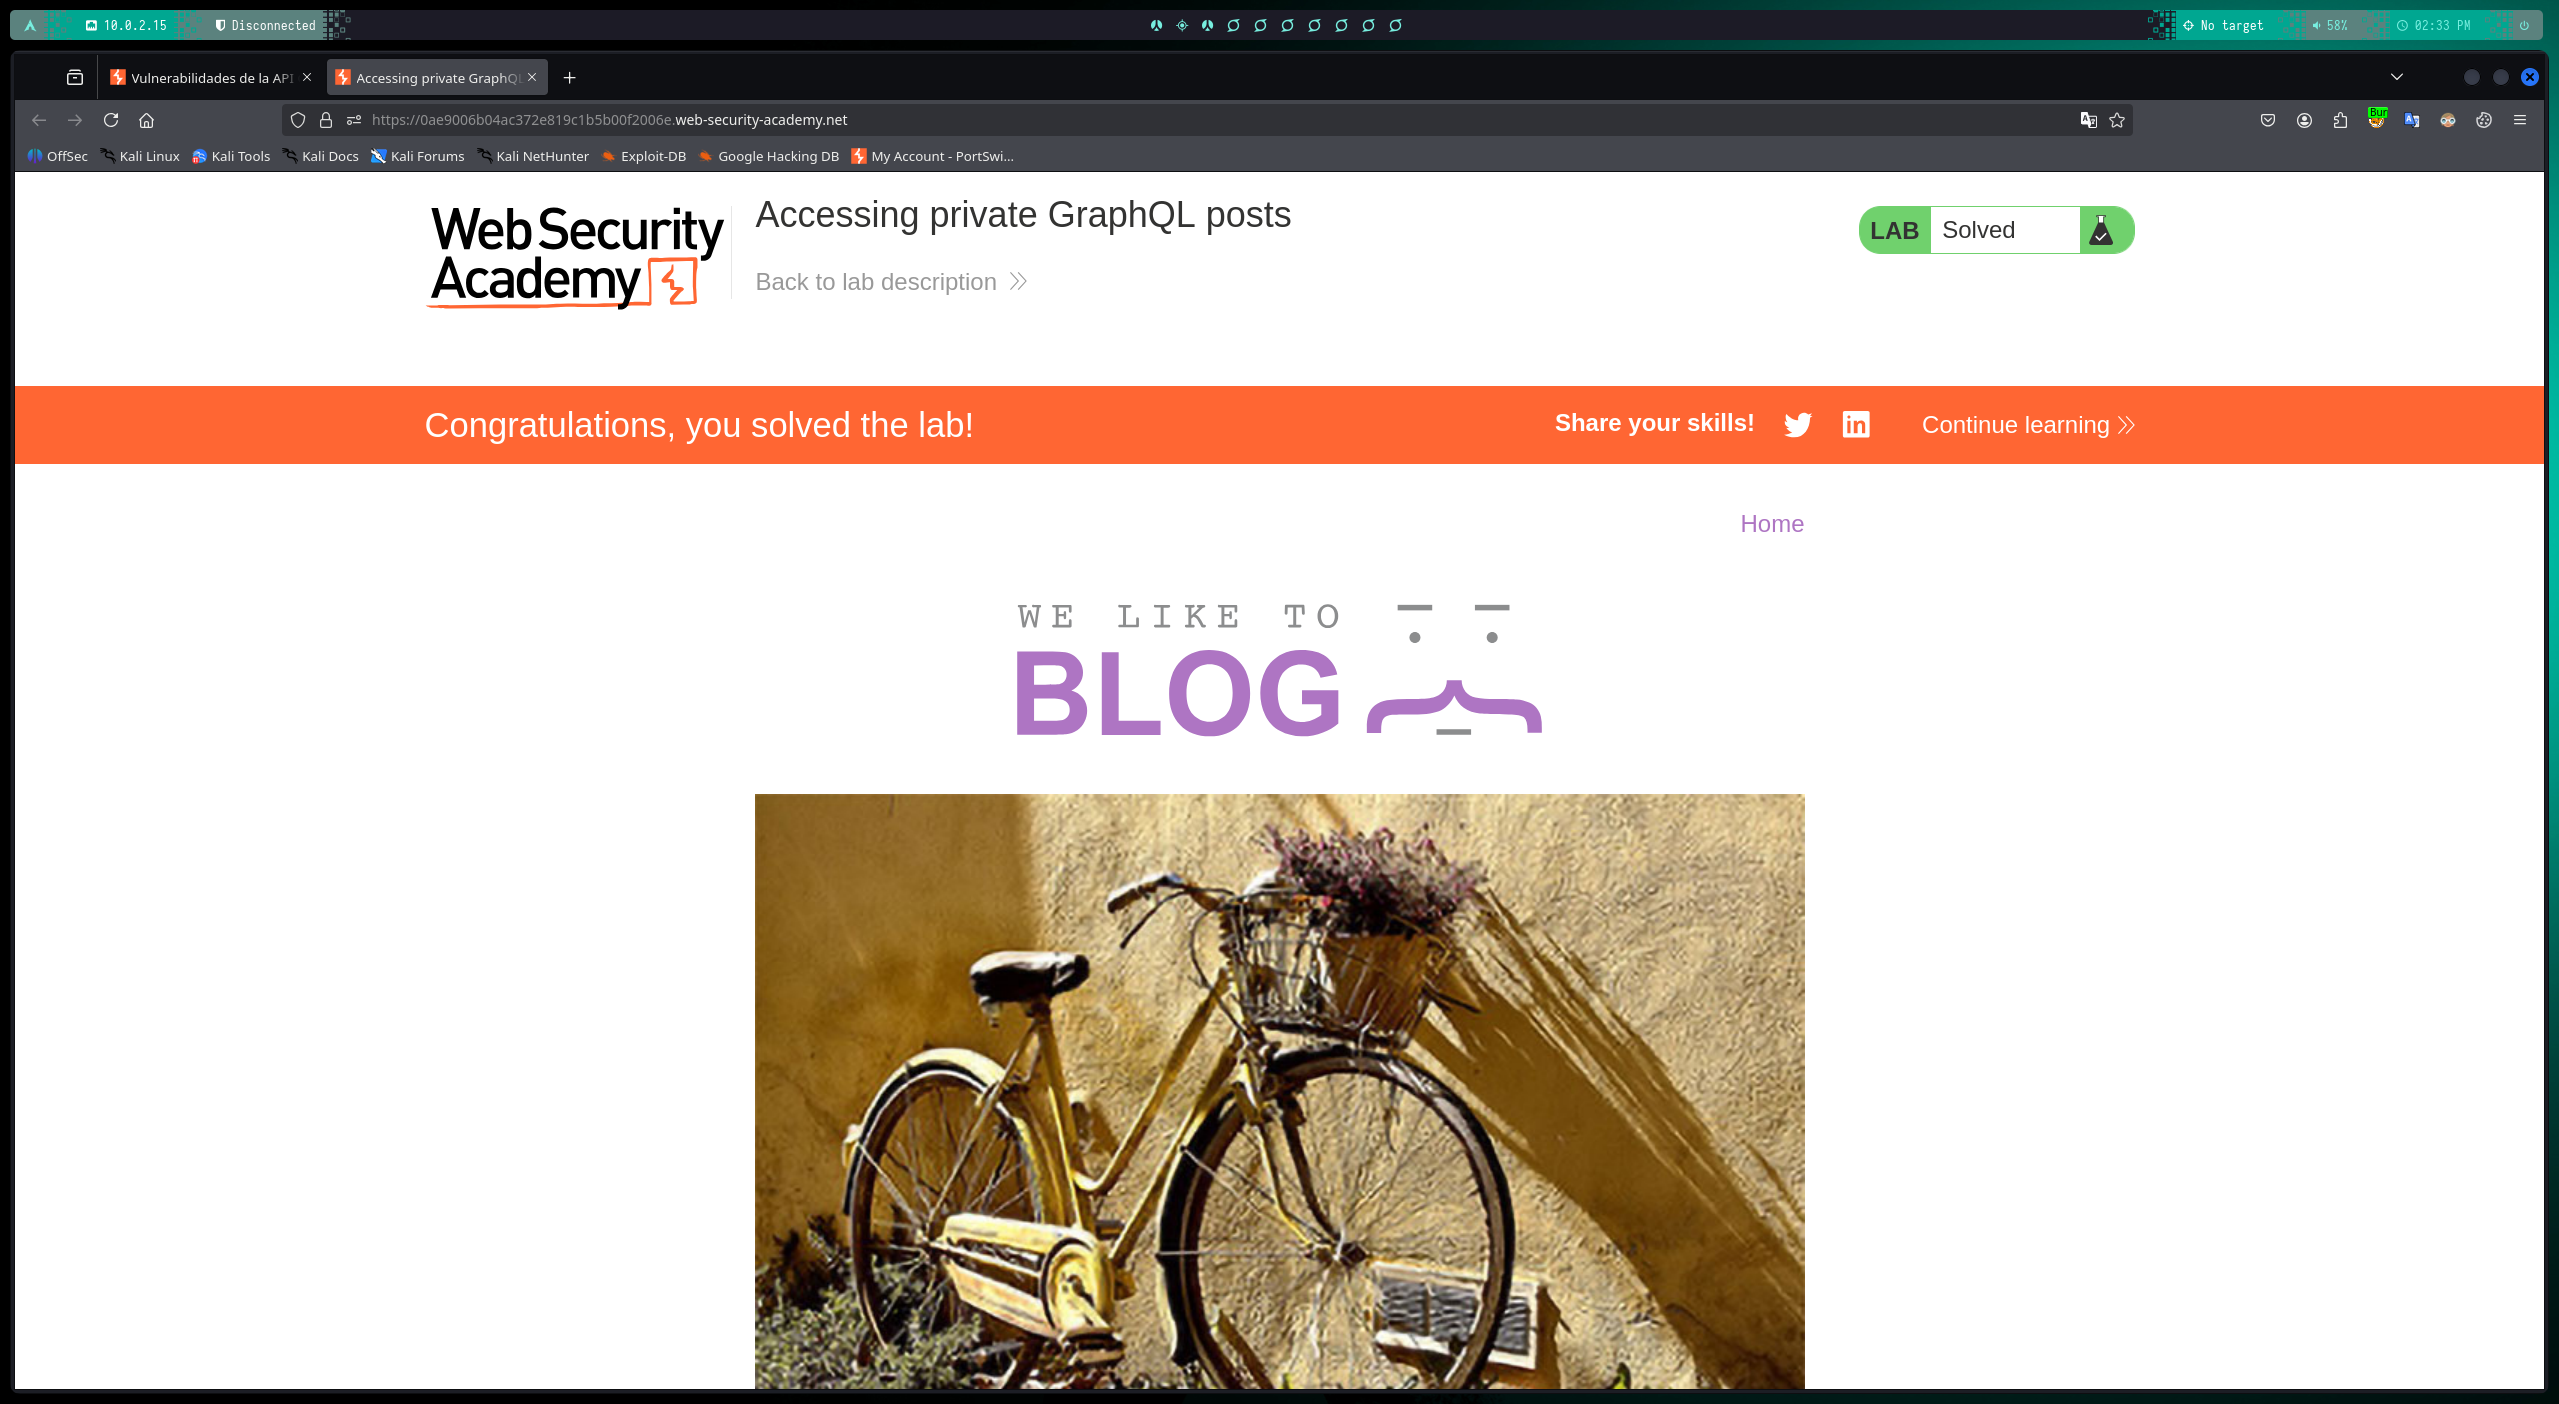 10.0.2.15
Disconnected
No target
58%
02:33 PM
Vulnerabilidades de la API
Accessing private GraphQL
https://0ae9006b04ac372e819c1b5b00f2006e.web-security-academy.net
Bur
OffSec
Kali Linux
Kali Tools
Kali Docs
Kali Forums
Kali NetHunter
Exploit-DB
Google Hacking DB
My Account - PortSwi...
Web Security
Academy
Accessing private GraphQL posts
Back to lab description
LAB
Solved
Congratulations, you solved the lab!
Share your skills!
Continue learning
Home
WE LIKE TO
BLOG